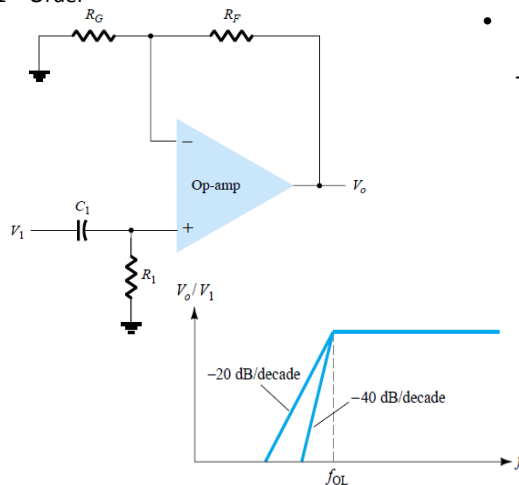 R_G
R_F
−
Op-amp
V_o
C_1
V_1
+
R_1
V_o/V_1
−20 dB/decade
−40 dB/decade
f_OL